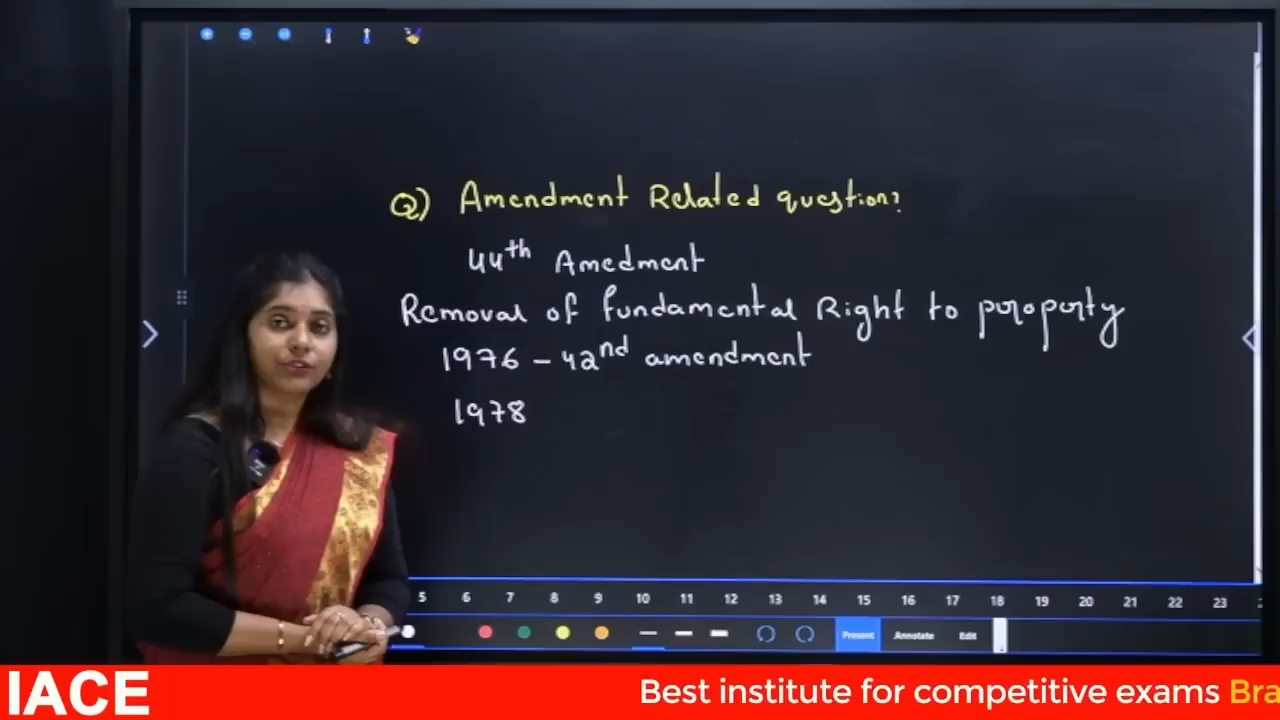 Q) Amendment Related question?
44th Amedment
Removal of fundamental Right to poroperty
1976 - 42nd amendment
1978
5 6 7 8 9 10 11 12 13 14 15 16 17 18 19 20 21 22 23
Present Annotate Edit
IACE Best institute for competitive exams Bra